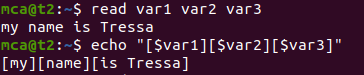 mca@t2:~$ read var1 var2 var3
my name is Tressa
mca@t2:~$ echo "[$var1][$var2][$var3]"
[my][name][is Tressa]